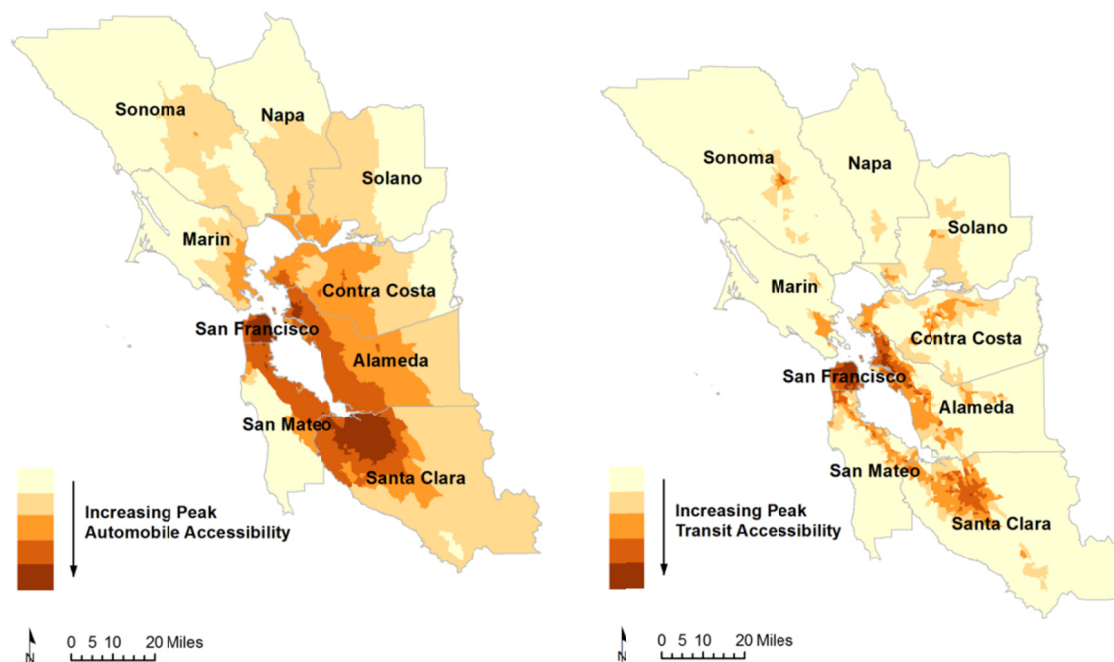 Sonoma
Napa
Solano
Marin
Contra Costa
San Francisco
Alameda
San Mateo
Santa Clara
Increasing Peak
Automobile Accessibility
N
0 5 10 20 Miles
Sonoma
Napa
Solano
Marin
Contra Costa
San Francisco
Alameda
San Mateo
Santa Clara
Increasing Peak
Transit Accessibility
N
0 5 10 20 Miles